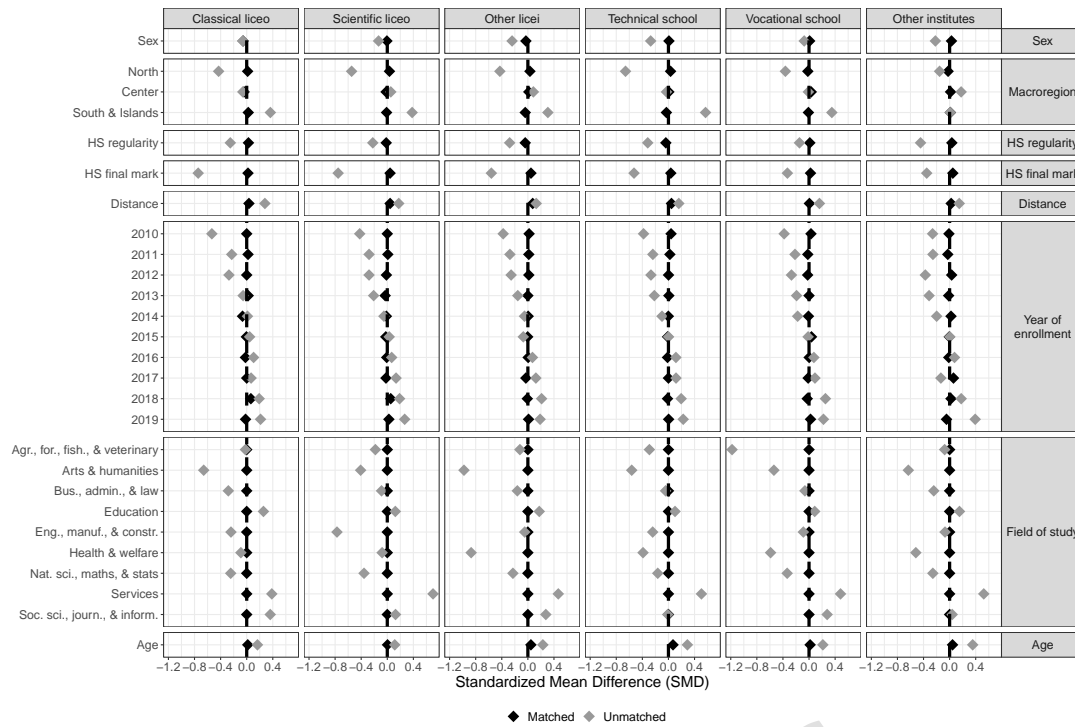 Classical liceo Scientific liceo Other licei Technical school Vocational school Other institutes
Sex Sex
North
Center Macroregion
South & Islands
HS regularity HS regularity
HS final mark HS final mark
Distance Distance
2010
2011
2012
2013
2014 Year of
2015 enrollment
2016
2017
2018
2019
Agr., for., fish., & veterinary
Arts & humanities
Bus., admin., & law
Education
Eng., manuf., & constr. Field of study
Health & welfare
Nat. sci., maths, & stats
Services
Soc. sci., journ., & inform.
Age Age
−1.2 −0.8 −0.4 0.0 0.4 −1.2 −0.8 −0.4 0.0 0.4 −1.2 −0.8 −0.4 0.0 0.4 −1.2 −0.8 −0.4 0.0 0.4 −1.2 −0.8 −0.4 0.0 0.4 −1.2 −0.8 −0.4 0.0 0.4
Standardized Mean Difference (SMD)
Matched Unmatched